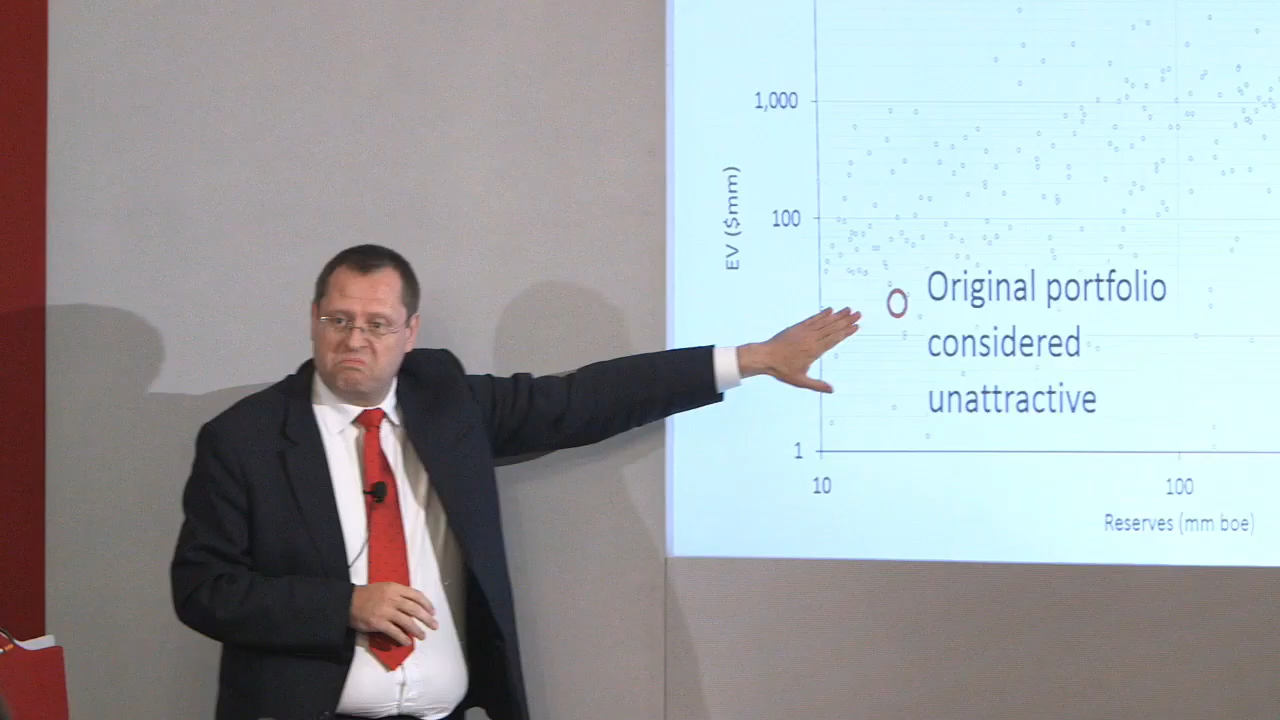 1,000
EV ($mm)
100
Original portfolio
considered
unattractive
1
10
100
Reserves (mm boe)